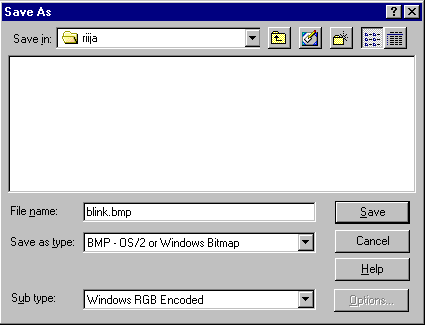 Save As
Save in: riija
File name: blink.bmp Save
Save as type: BMP - OS/2 or Windows Bitmap Cancel
Help
Sub type: Windows RGB Encoded Options...